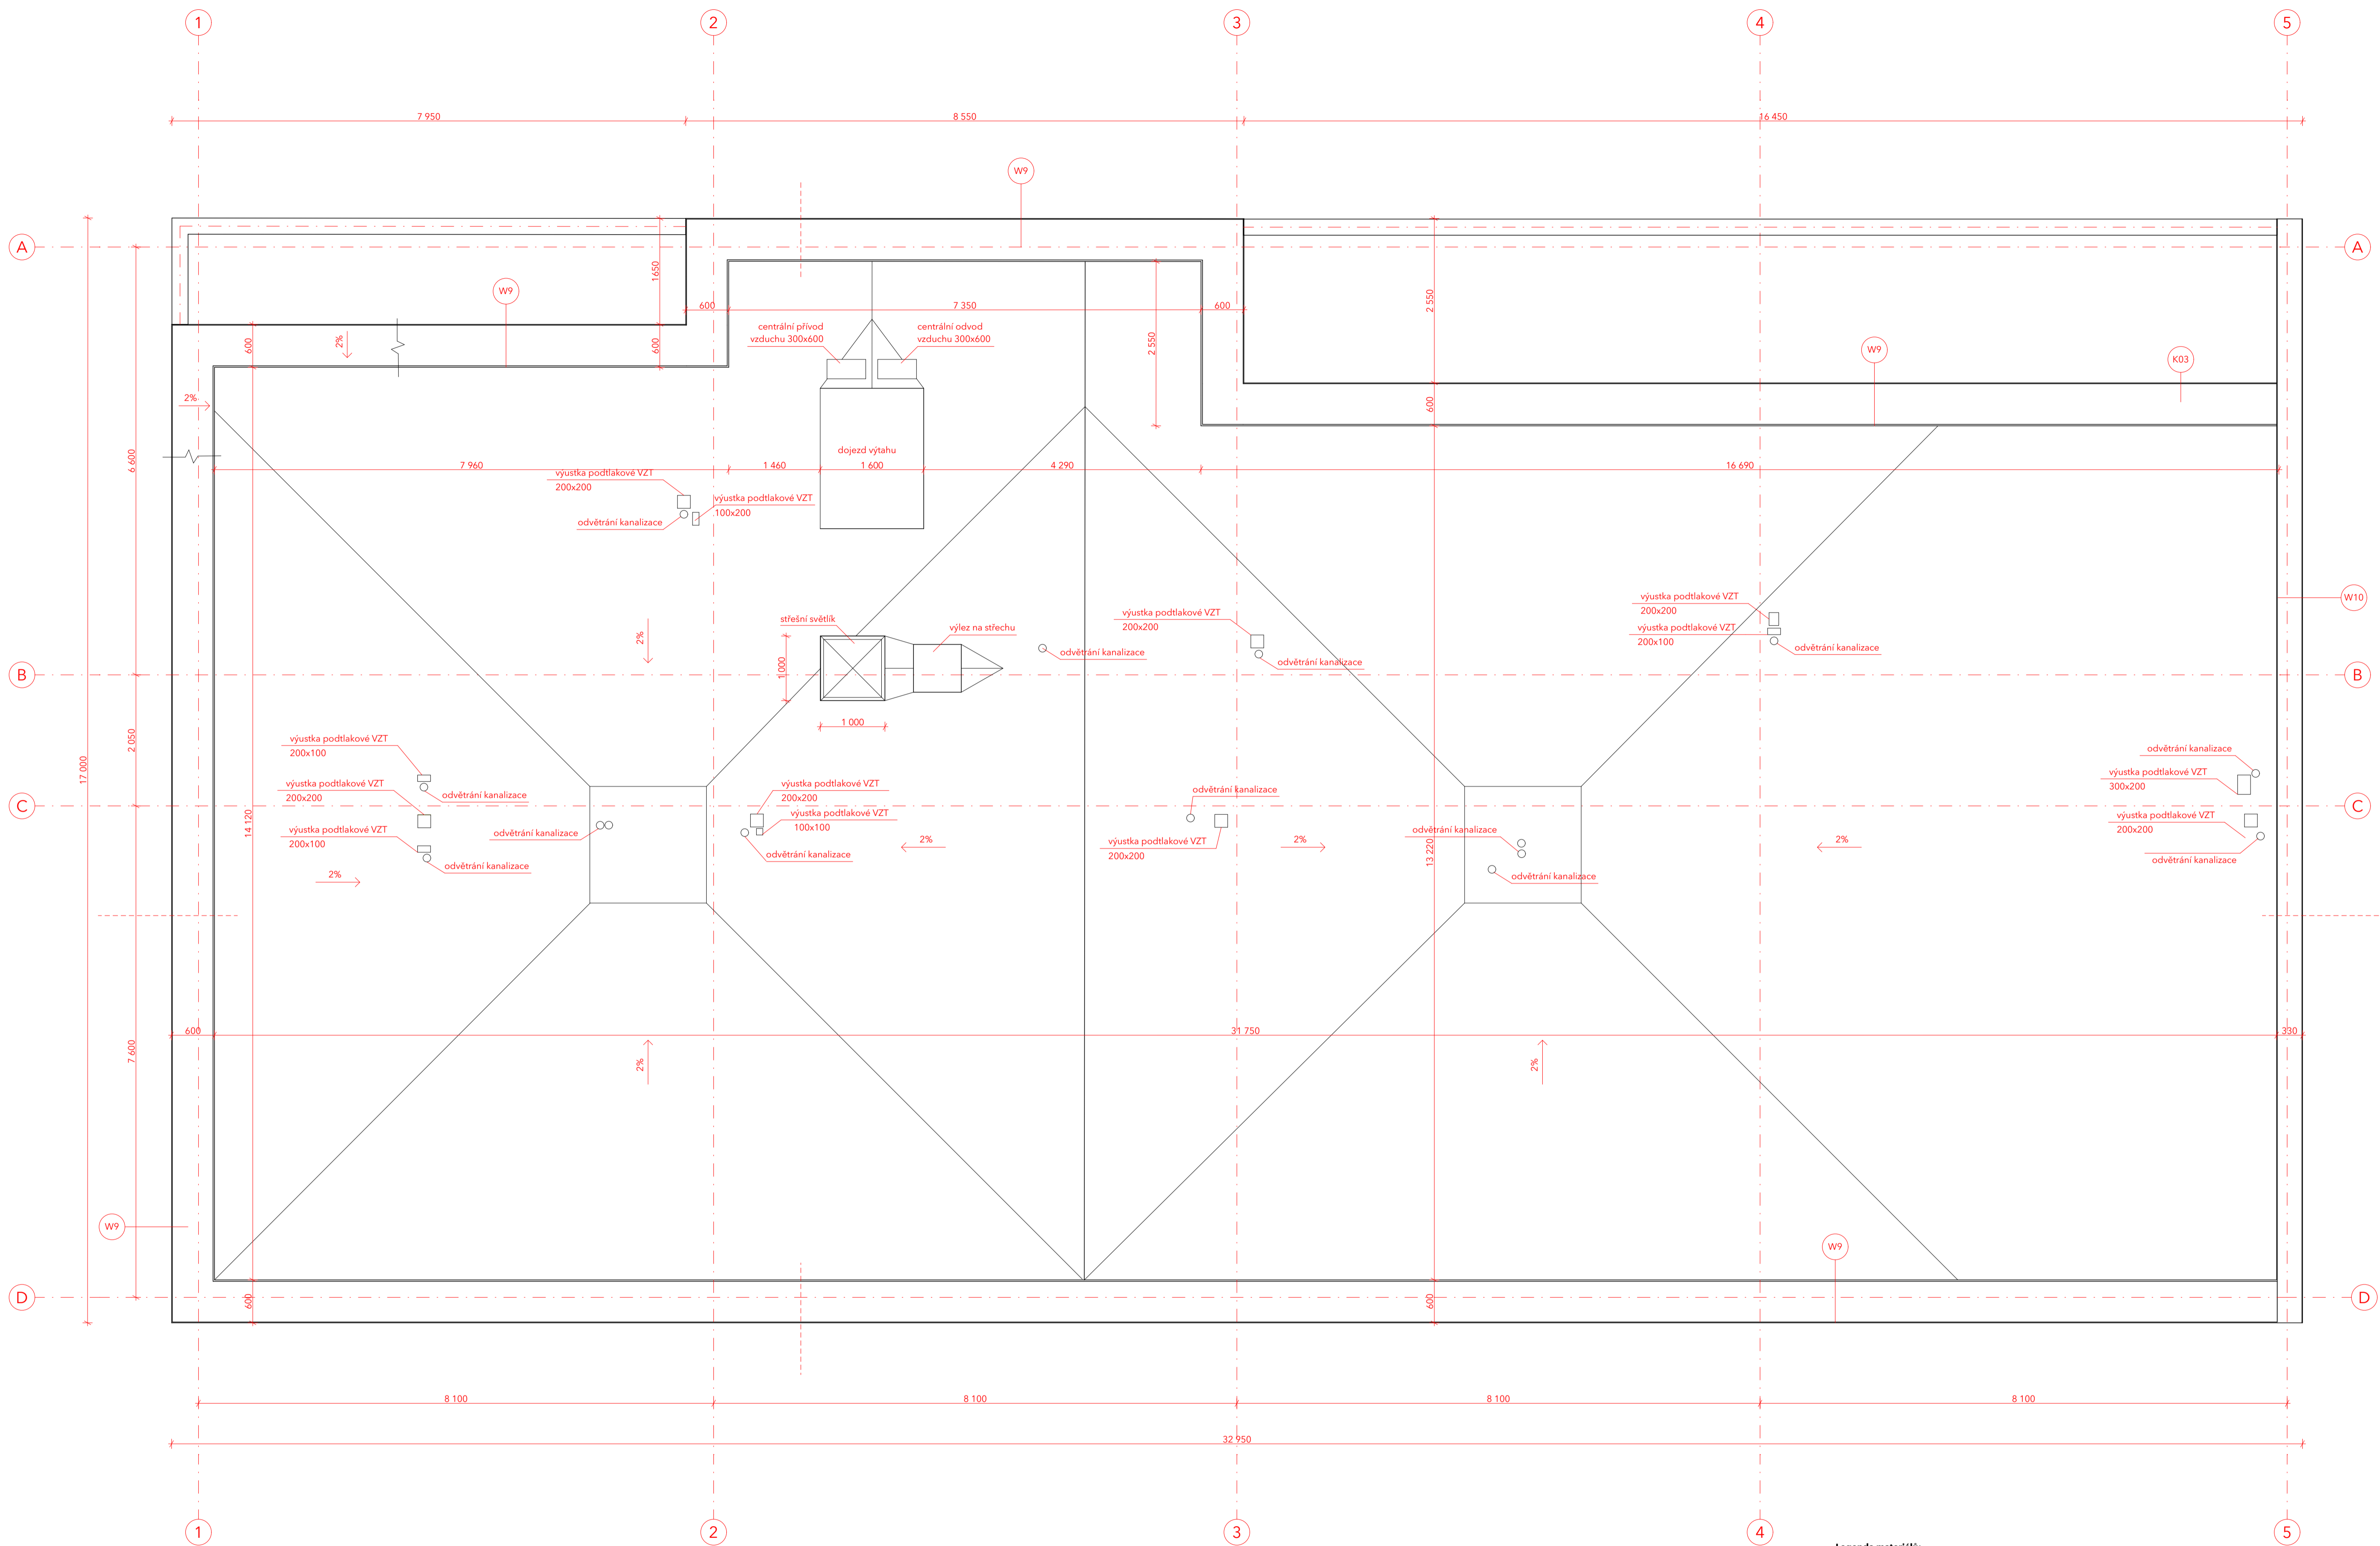 1 2 3 4 5
7 950 8 550 16 450
W9
A A
1650
2 550
W9
600 7 350 600
centrální přívod
vzduchu 300x600
centrální odvod
vzduchu 300x600
600 2% 600
2 550
W9
K03
2%
600
6 600
dojezd výtahu
7 960 1 460 1 600 4 290 16 690
výustka podtlakové VZT
200x200
výustka podtlakové VZT
100x200
odvětrání kanalizace
17 000
výustka podtlakové VZT
200x200
výustka podtlakové VZT
200x100
odvětrání kanalizace
W10
střešní světlík
výlez na střechu
výustka podtlakové VZT
200x200
2%
1 000
odvětrání kanalizace
odvětrání kanalizace
B B
1 000
2 050
výustka podtlakové VZT
200x100
výustka podtlakové VZT
200x200
odvětrání kanalizace
výustka podtlakové VZT
200x100
odvětrání kanalizace
14 120
2%
odvětrání kanalizace
výustka podtlakové VZT
200x200
výustka podtlakové VZT
100x100
odvětrání kanalizace
2%
odvětrání kanalizace
výustka podtlakové VZT
200x200
2%
odvětrání kanalizace
13 220
odvětrání kanalizace
2%
odvětrání kanalizace
výustka podtlakové VZT
300x200
výustka podtlakové VZT
200x200
odvětrání kanalizace
C C
600 31 750 330
7 600
2% 2%
W9
W9
600 600
D D
8 100 8 100 8 100 8 100
32 950
1 2 3 4 5